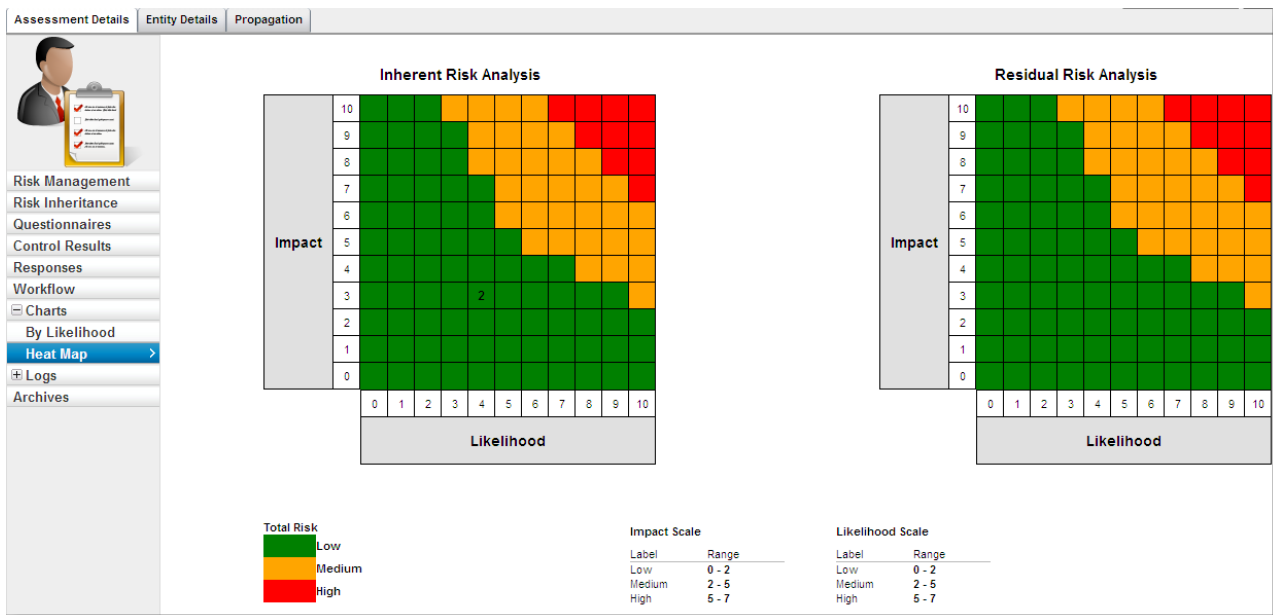 Assessment Details Entity Details Propagation
Risk Management
Risk Inheritance
Questionnaires
Control Results
Responses
Workflow
Charts
By Likelihood
Heat Map
Logs
Archives
Inherent Risk Analysis
Impact
10
9
8
7
6
5
4
3 2
2
1
0
0 1 2 3 4 5 6 7 8 9 10
Likelihood
Residual Risk Analysis
Impact
10
9
8
7
6
5
4
3
2
1
0
0 1 2 3 4 5 6 7 8 9 10
Likelihood
Total Risk
Low
Medium
High
Impact Scale
Label Range
Low 0 - 2
Medium 2 - 5
High 5 - 7
Likelihood Scale
Label Range
Low 0 - 2
Medium 2 - 5
High 5 - 7